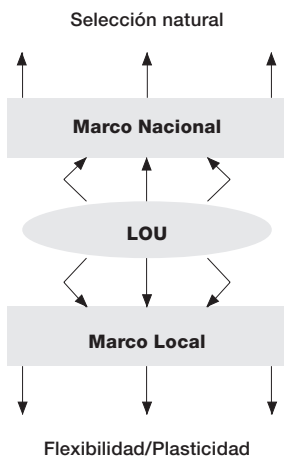 Selección natural
Marco Nacional
LOU
Marco Local
Flexibilidad/Plasticidad